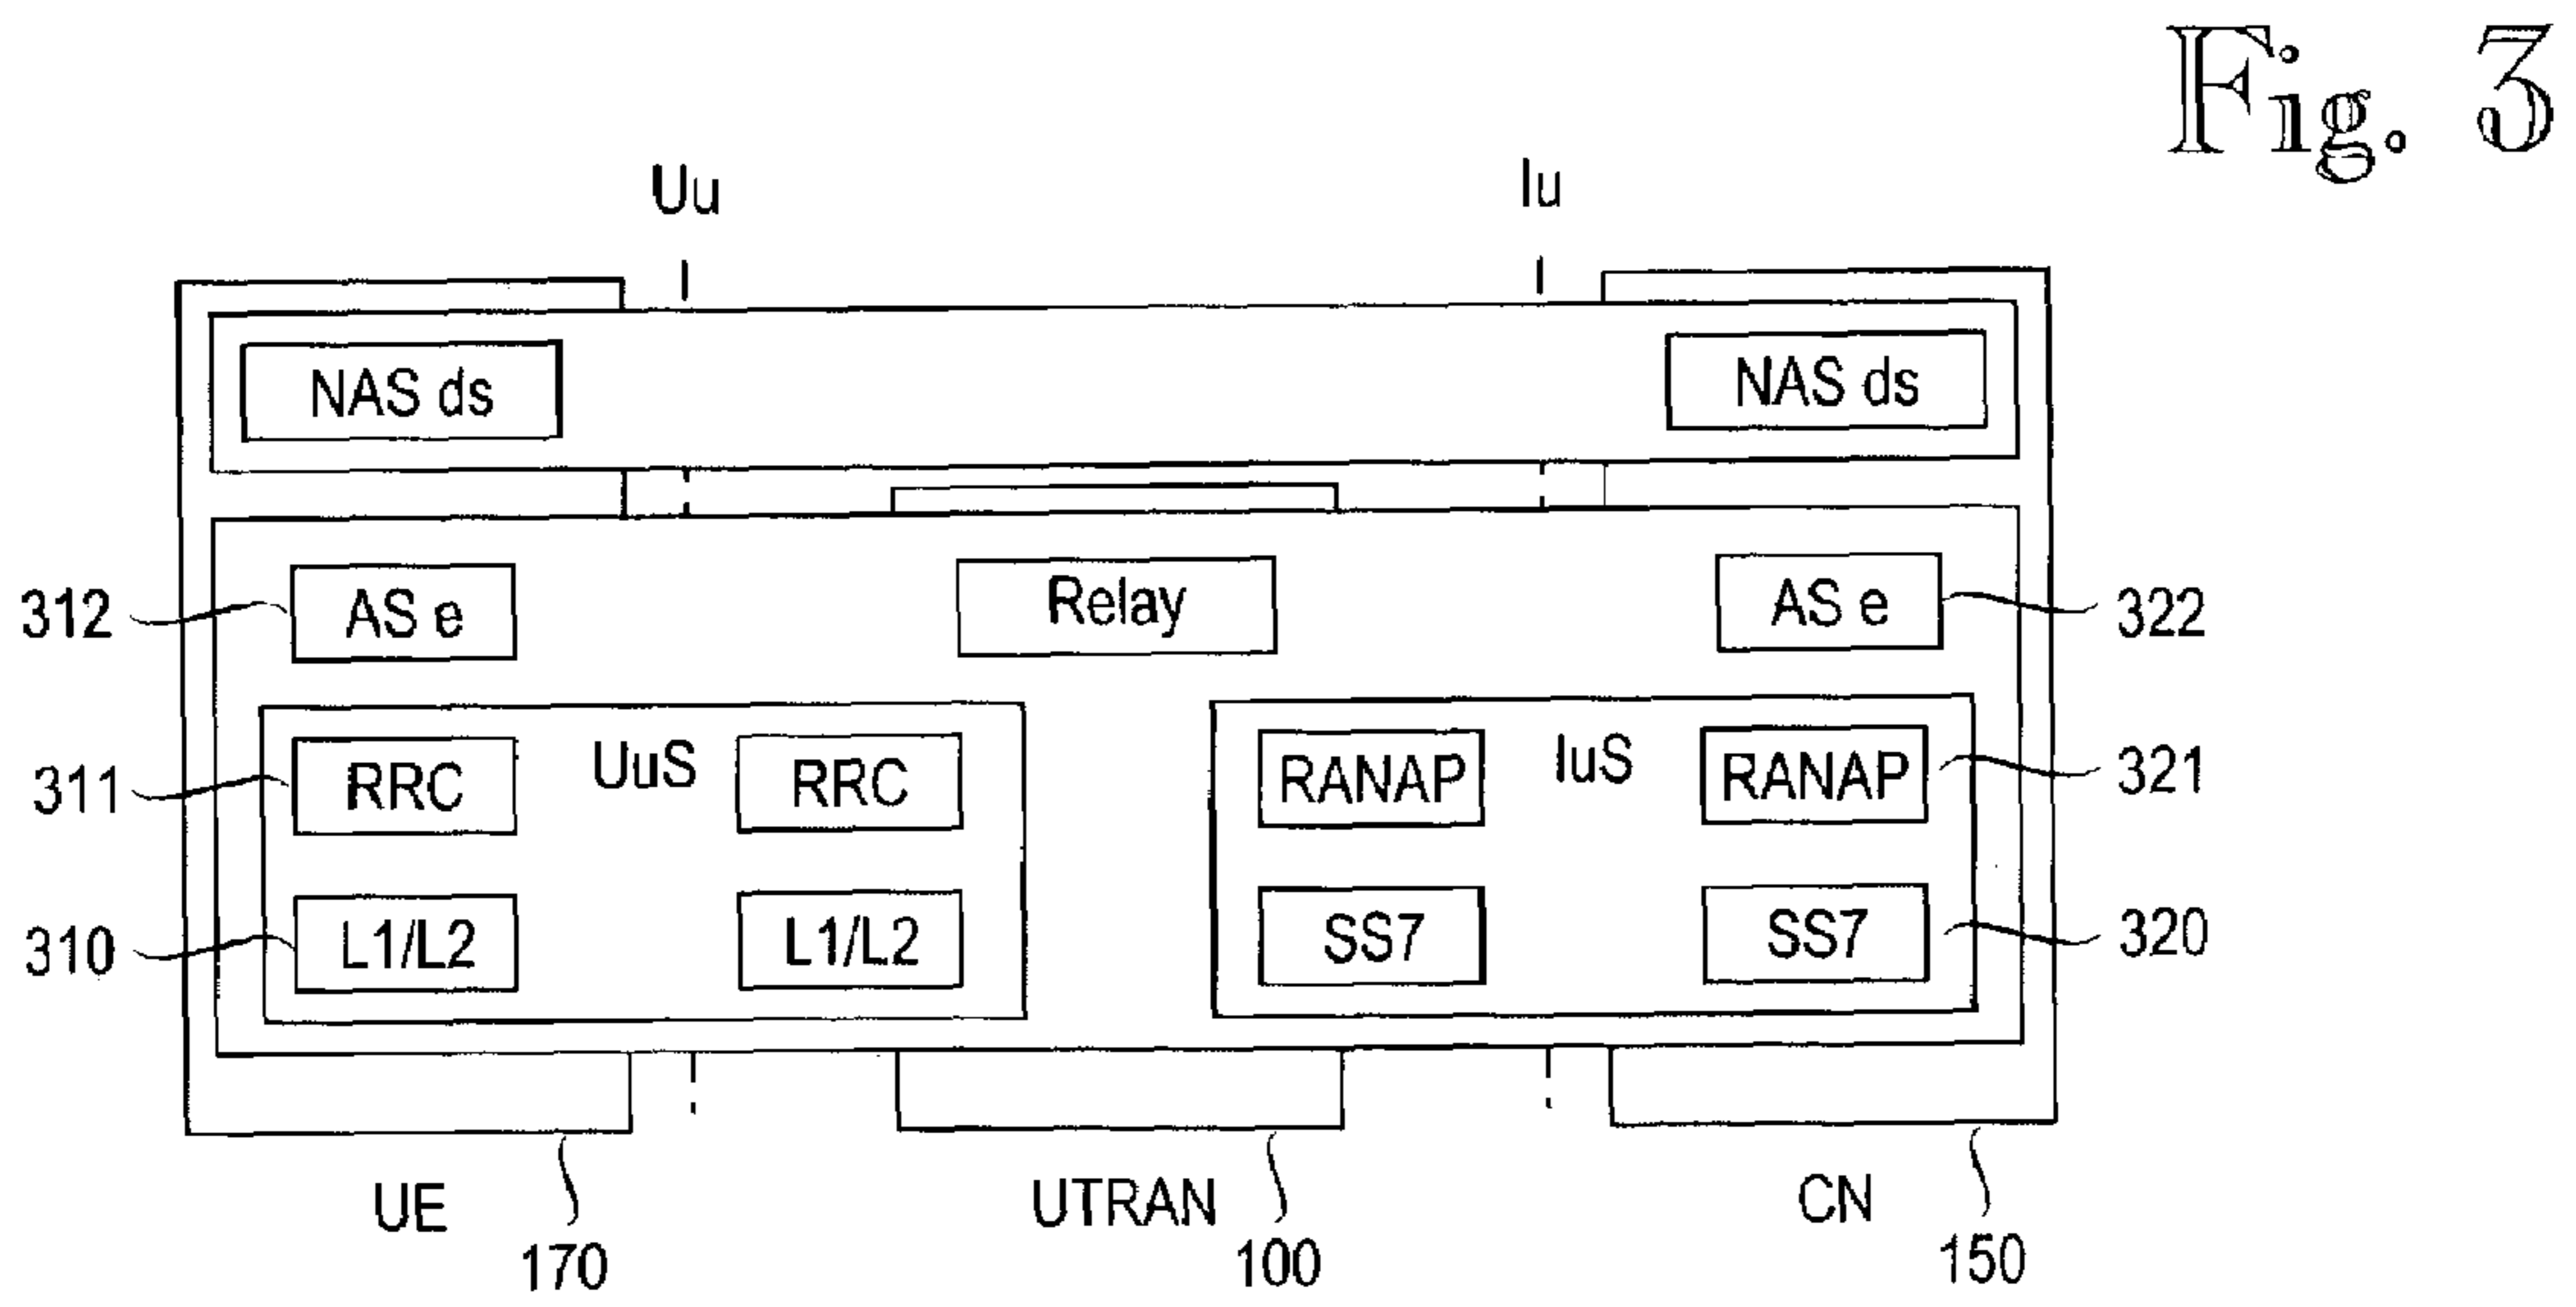 Fig. 3
Uu Iu
NAS ds NAS ds
312 AS e Relay AS e 322
311 RRC UuS RRC RANAP IuS RANAP 321
310 L1/L2 L1/L2 SS7 SS7 320
UE UTRAN CN
170 100 150